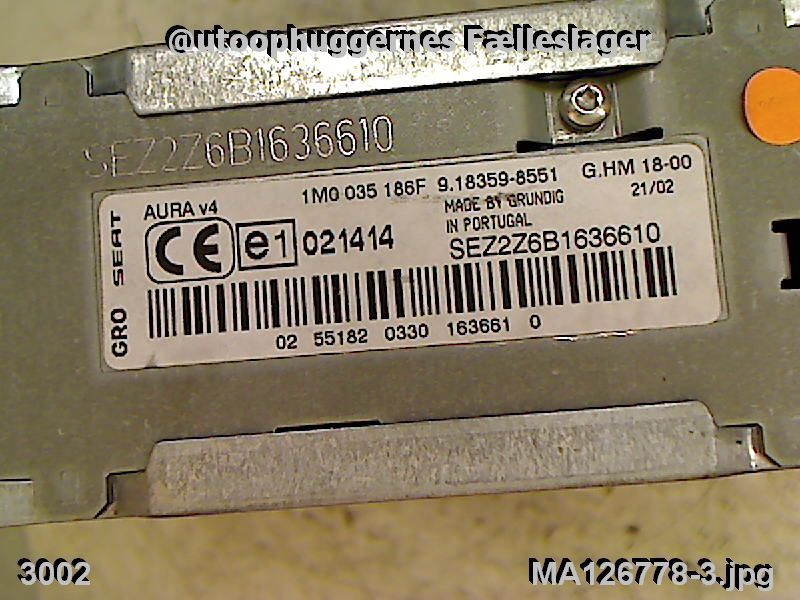 @utoophuggernes Fælleslager
SEZ2Z6B1636610
1M0 035 186F 9.18359-8551 G.HM 18-00
AURA v4
MADE BY GRUNDIG
21/02
IN PORTUGAL
CE e1 021414
SEZ2Z6B1636610
GRO SEAT
02 55182 0330 163661 0
3002
MA126778-3.jpg